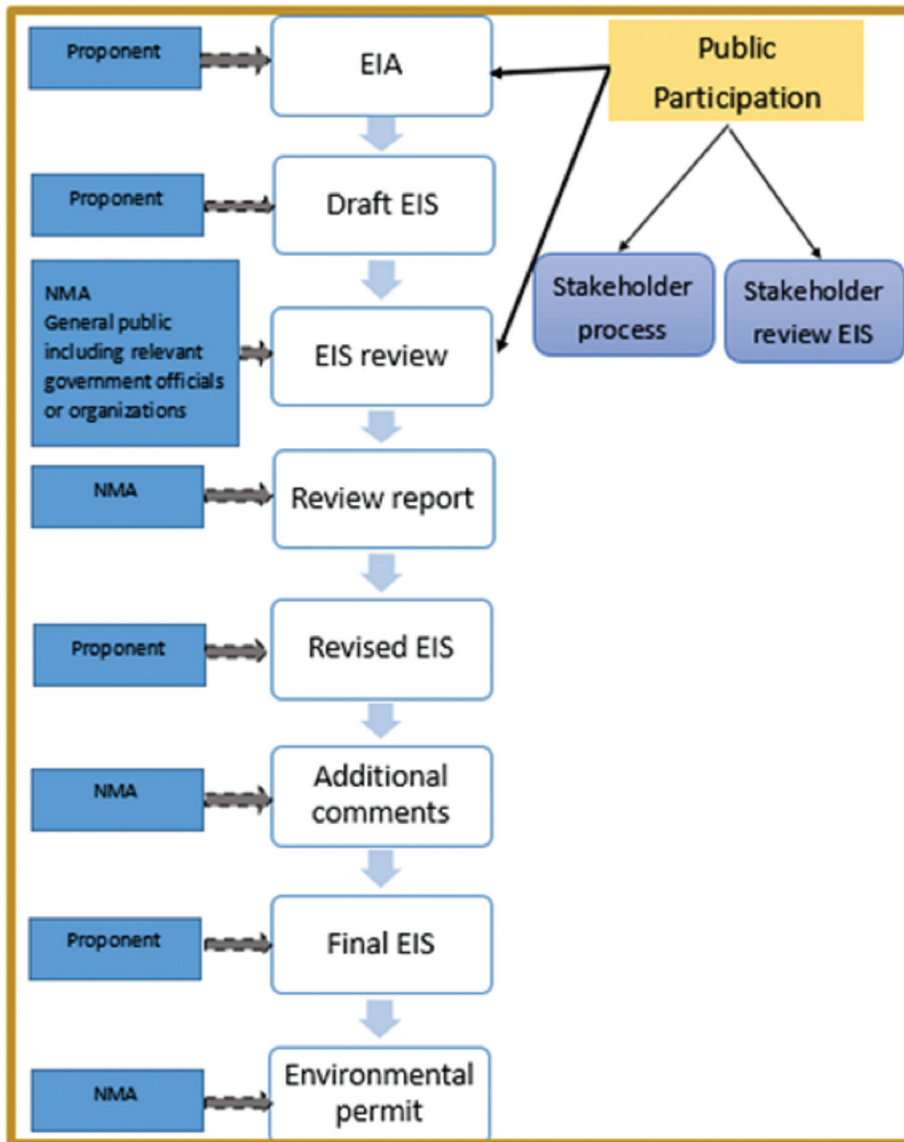 Proponent
EIA
Public
Participation
Proponent
Draft EIS
Stakeholder
process
Stakeholder
review EIS
NMA
General public
including relevant
government officials
or organizations
EIS review
NMA
Review report
Proponent
Revised EIS
NMA
Additional
comments
Proponent
Final EIS
NMA
Environmental
permit